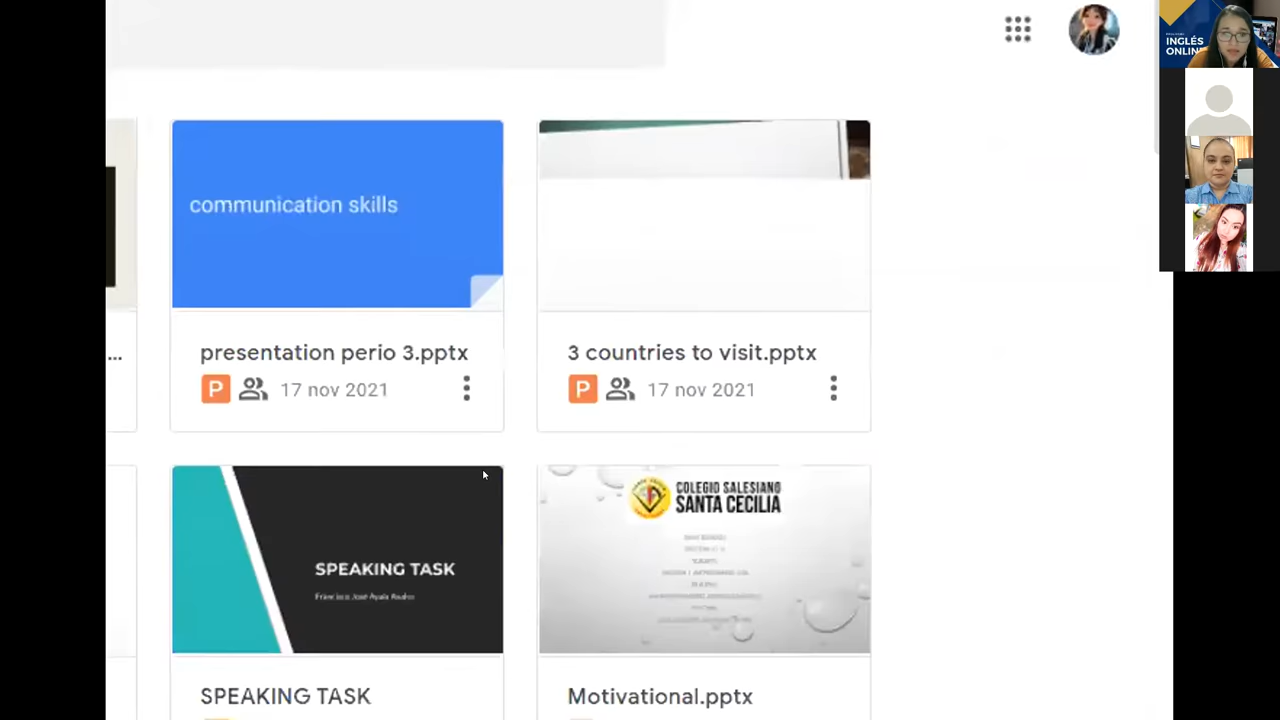 INGLÉS
ONLINE
communication skills
...
presentation perio 3.pptx
3 countries to visit.pptx
P
17 nov 2021
P
17 nov 2021
COLEGIO SALESIANO
SANTA CECILIA
SPEAKING TASK
SPEAKING TASK
Motivational.pptx